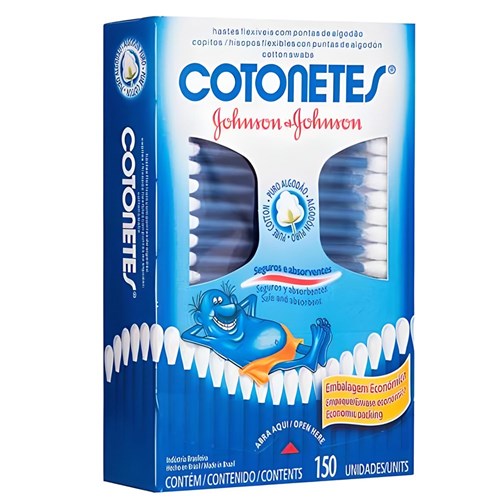 hastes flexíveis com pontas de algodão
copitos / hisopos flexibles con puntas de algodón
cotton swabs
COTONETES®
Johnson & Johnson
PURO ALGODÃO • ALGODÓN PURO • PURE COTTON
Seguros e absorventes
Seguros y absorbentes
Safe and absorbent
Embalagem Econômica
Empaque/Envase económico
Economic packing
ABRA AQUI / OPEN HERE
Indústria Brasileira
Hecho en Brasil / Made in Brazil
CONTÉM / CONTENIDO / CONTENTS 150 UNIDADES/UNITS
COTONETES®